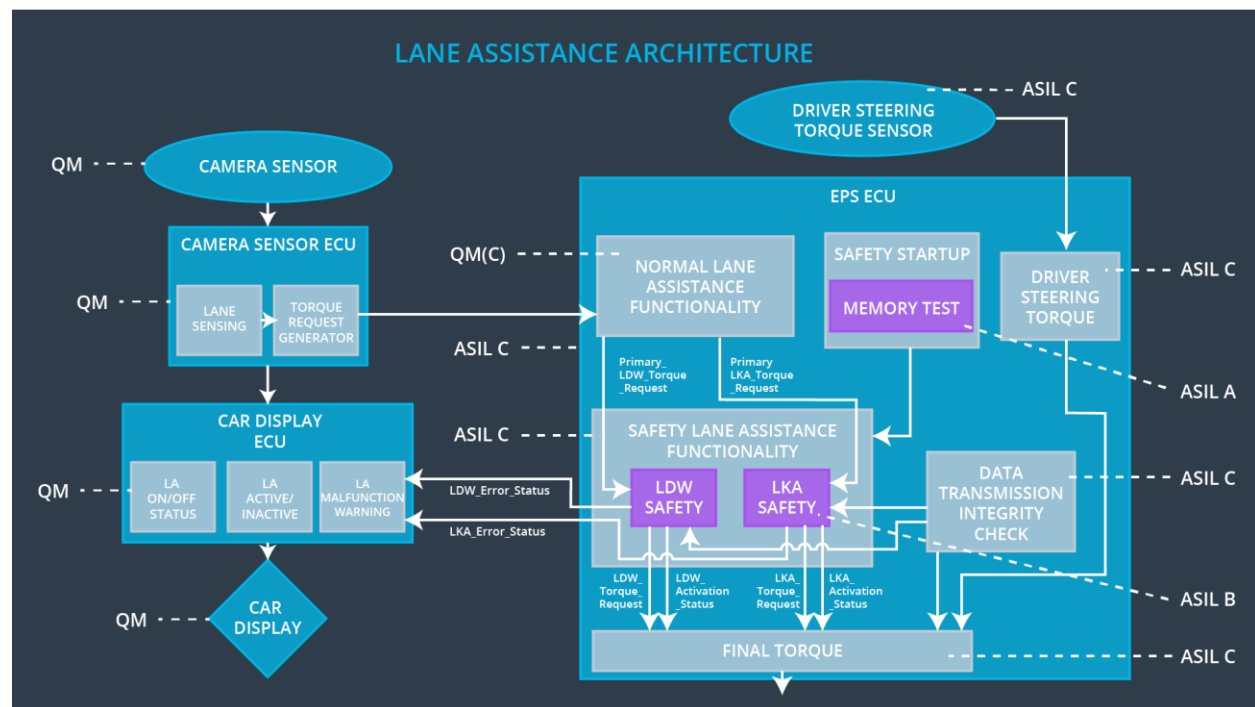 LANE ASSISTANCE ARCHITECTURE
ASIL C
DRIVER STEERING
TORQUE SENSOR
QM
CAMERA SENSOR
EPS ECU
CAMERA SENSOR ECU
QM
LANE
SENSING
TORQUE
REQUEST
GENERATOR
QM(C)
NORMAL LANE
ASSISTANCE
FUNCTIONALITY
SAFETY STARTUP
MEMORY TEST
DRIVER
STEERING
TORQUE
ASIL C
ASIL C
Primary_
LDW_Torque
_Request
Primary
LKA_Torque
_Request
ASIL A
CAR DISPLAY
ECU
QM
LA
ON/OFF
STATUS
LA
ACTIVE/
INACTIVE
LA
MALFUNCTION
WARNING
ASIL C
SAFETY LANE ASSISTANCE
FUNCTIONALITY
LDW
SAFETY
LKA
SAFETY
DATA
TRANSMISSION
INTEGRITY
CHECK
ASIL C
LDW_Error_Status
LKA_Error_Status
LDW_
Torque_
Request
LDW_
Activation
_Status
LKA_
Torque_
Request
LKA_
Activation
_Status
ASIL B
QM
CAR
DISPLAY
FINAL TORQUE
ASIL C